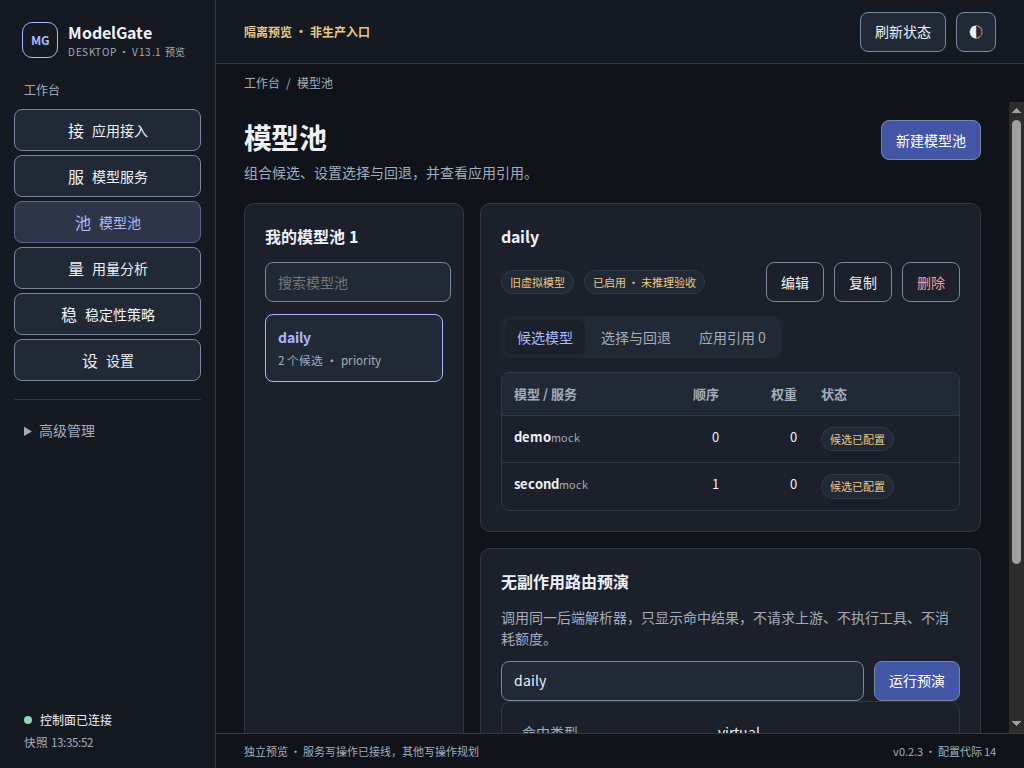 MG
ModelGate
DESKTOP · V13.1 预览
工作台
接 应用接入
服 模型服务
池 模型池
量 用量分析
稳 稳定性策略
设 设置
▶ 高级管理
控制面已连接
快照 13:35:52
隔离预览 · 非生产入口
刷新状态
工作台 / 模型池
模型池
组合候选、设置选择与回退，并查看应用引用。
新建模型池
我的模型池 1
搜索模型池
daily
2 个候选 · priority
daily
旧虚拟模型 已启用 · 未推理验收
编辑 复制 删除
候选模型 选择与回退 应用引用 0
模型 / 服务 顺序 权重 状态
demomock 0 0 候选已配置
secondmock 1 0 候选已配置
无副作用路由预演
调用同一后端解析器，只显示命中结果，不请求上游、不执行工具、不消
耗额度。
daily
运行预演
命中类型 virtual
独立预览 · 服务写操作已接线，其他写操作规划
v0.2.3 · 配置代际 14